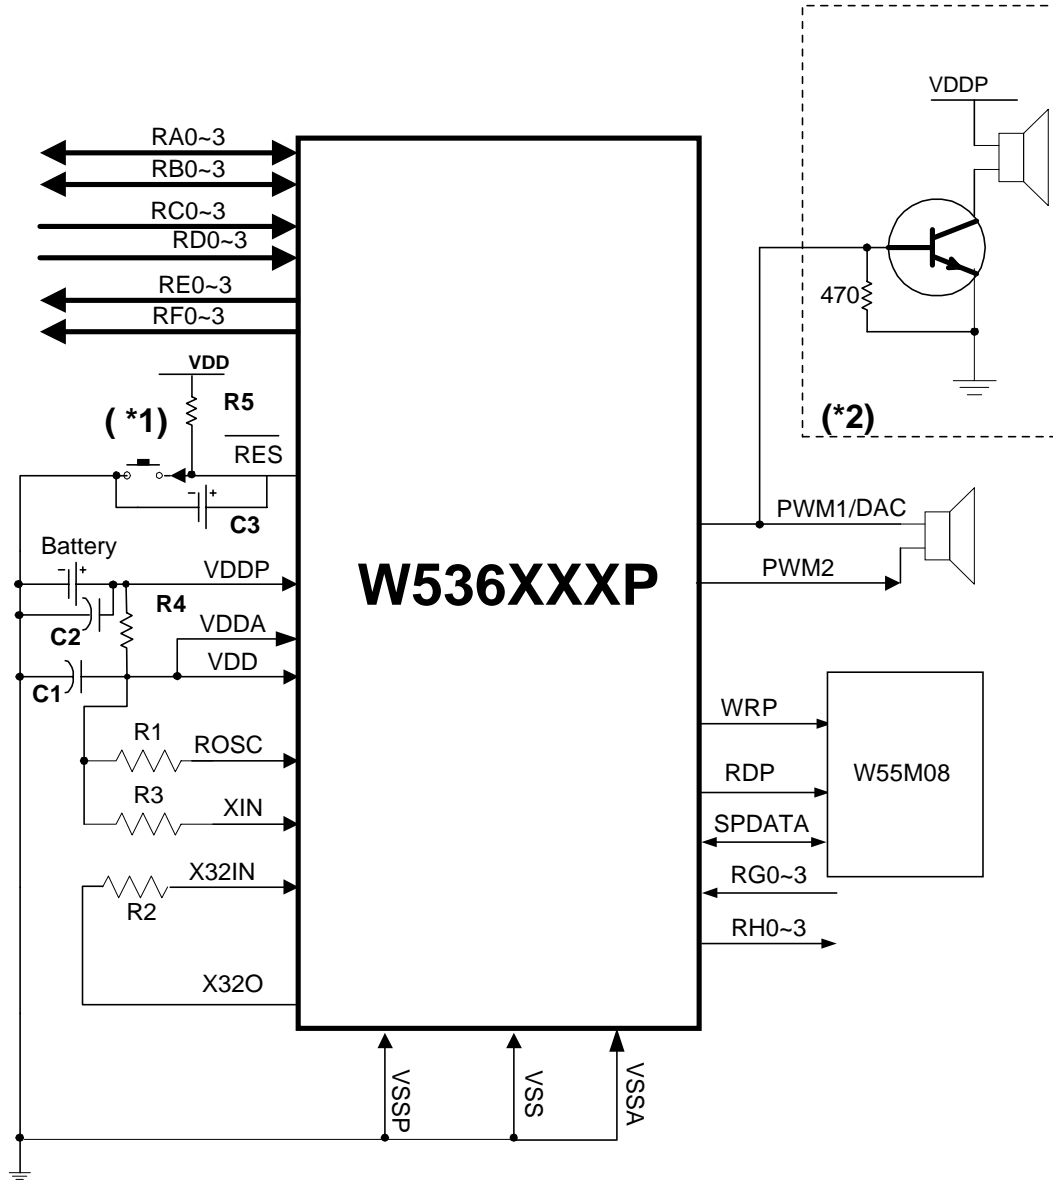 VDDP
RA0~3
RB0~3
RC0~3
RD0~3
RE0~3
RF0~3
470
VDD
R5
( *1)
(*2)
RES
- +
C3
PWM1/DAC
Battery
- +
VDDP
PWM2
W536XXXP
R4
C2
VDDA
VDD
C1
WRP
R1
ROSC
RDP
W55M08
R3
XIN
SPDATA
X32IN
RG0~3
R2
RH0~3
X32O
VSSP
VSS
VSSA